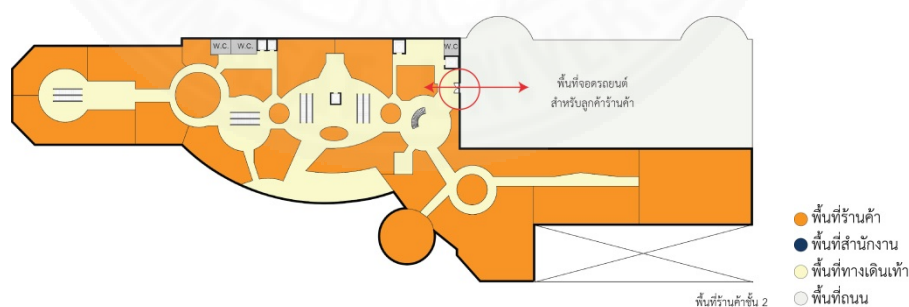 W.C. W.C.
W.C.
พื้นที่จอดรถยนต์
สำหรับลูกค้าร้านค้า
พื้นที่ร้านค้า
พื้นที่สำนักงาน
พื้นที่ทางเดินเท้า
พื้นที่ถนน
พื้นที่ร้านค้าชั้น 2